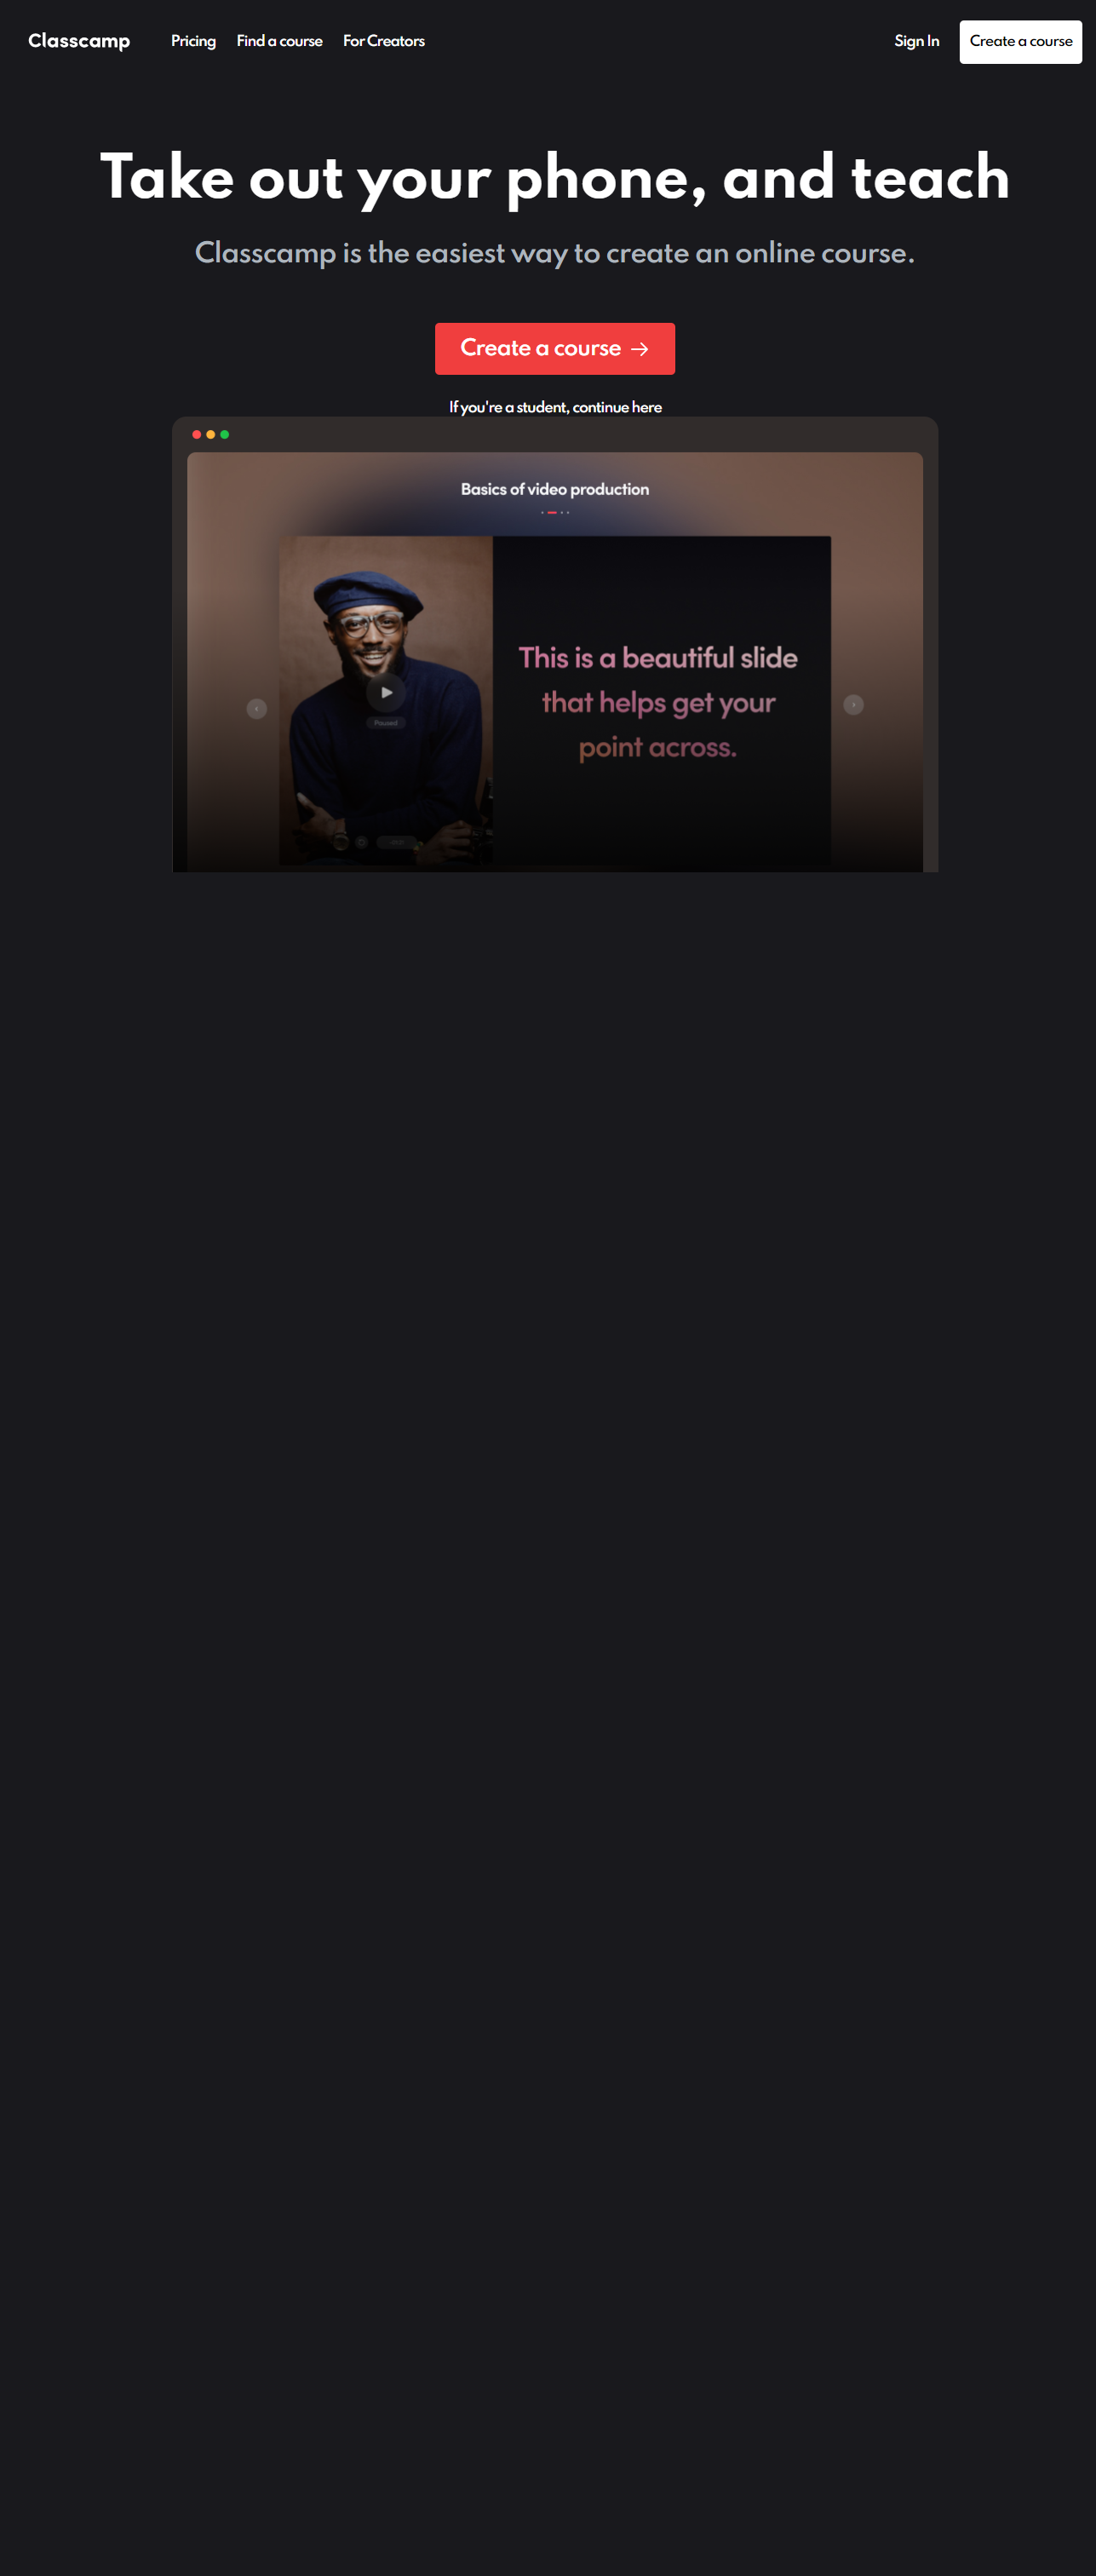 Classcamp
Pricing
Find a course
For Creators
Sign In
Create a course
Take out your phone, and teach
Classcamp is the easiest way to create an online course.
Create a course →
If you're a student, continue here
Basics of video production
This is a beautiful slide
that helps get your
point across.
Paused